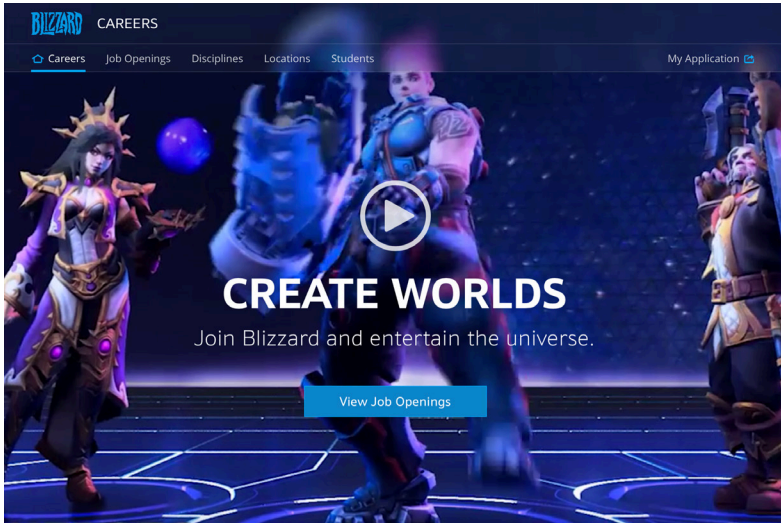 BLIZZARD CAREERS
Careers Job Openings Disciplines Locations Students My Application
CREATE WORLDS
Join Blizzard and entertain the universe.
View Job Openings